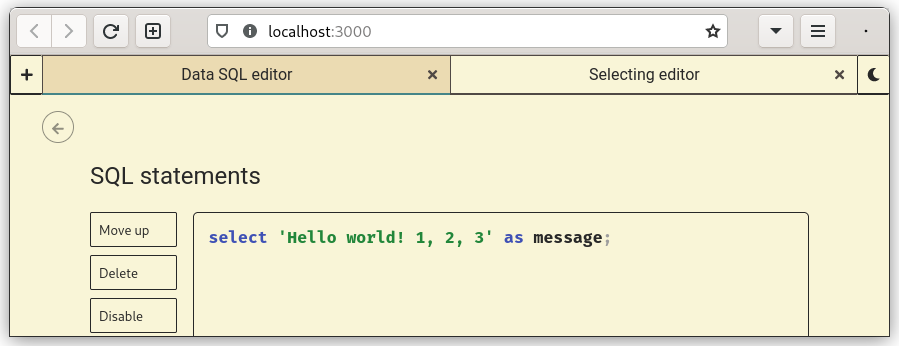 localhost:3000
+ Data SQL editor × Selecting editor ×
SQL statements
Move up
select 'Hello world! 1, 2, 3' as message;
Delete
Disable